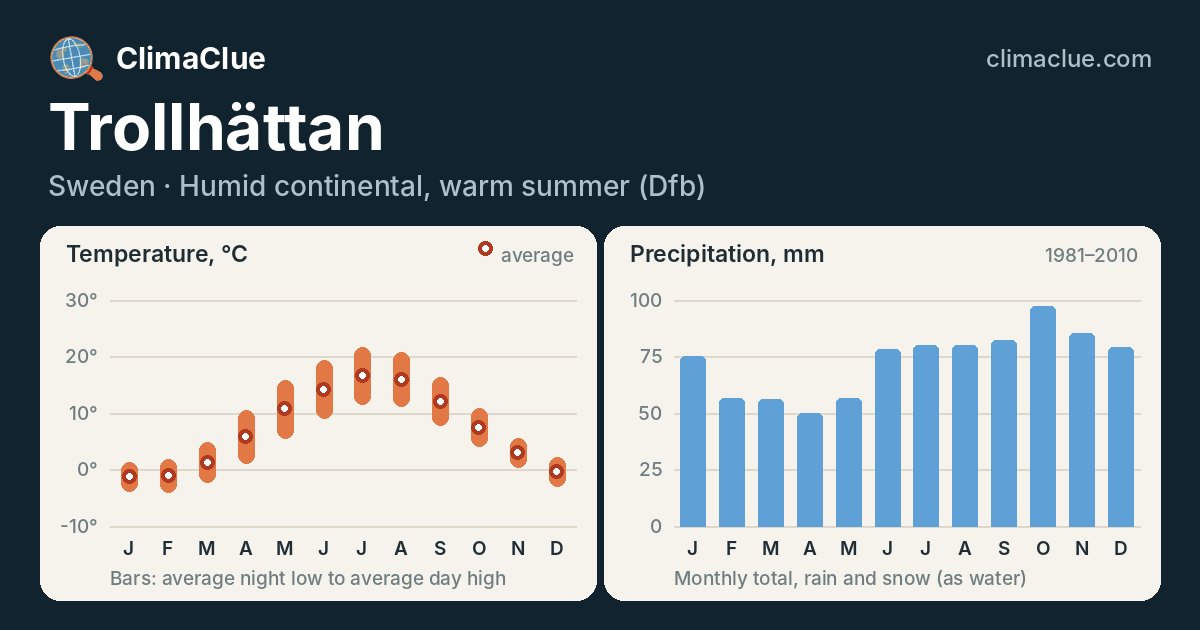 ClimaClue
climaclue.com
Trollhättan
Sweden · Humid continental, warm summer (Dfb)
Temperature, °C
average
30°
20°
10°
0°
-10°
J F M A M J J A S O N D
Bars: average night low to average day high
Precipitation, mm
1981–2010
100
75
50
25
0
J F M A M J J A S O N D
Monthly total, rain and snow (as water)